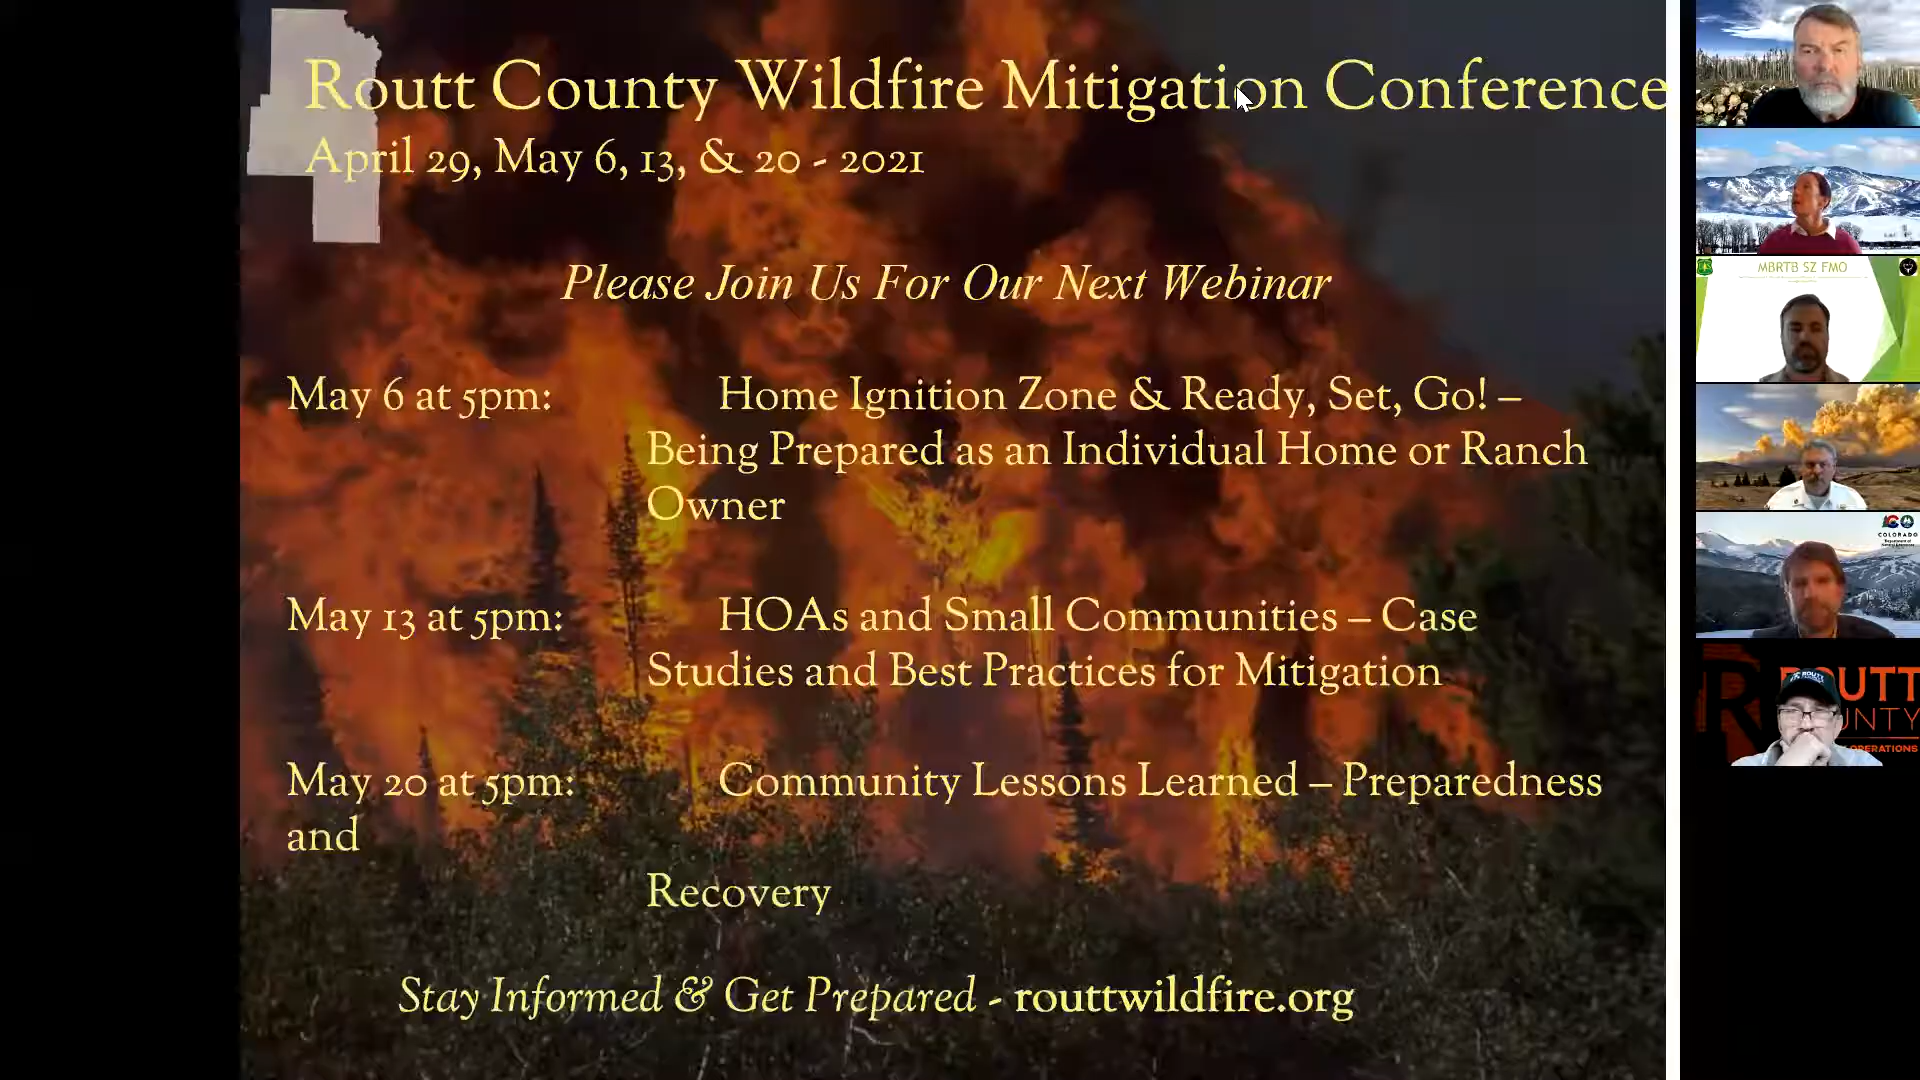 Routt County Wildfire Mitigation Conference
April 29, May 6, 13, & 20 - 2021
Please Join Us For Our Next Webinar
May 6 at 5pm: Home Ignition Zone & Ready, Set, Go! –
Being Prepared as an Individual Home or Ranch
Owner
May 13 at 5pm: HOAs and Small Communities – Case
Studies and Best Practices for Mitigation
May 20 at 5pm: Community Lessons Learned – Preparedness
and
Recovery
Stay Informed & Get Prepared - routtwildfire.org
MBRTB SZ FMO
COLORADO
ROUTT
UNTY
OPERATIONS